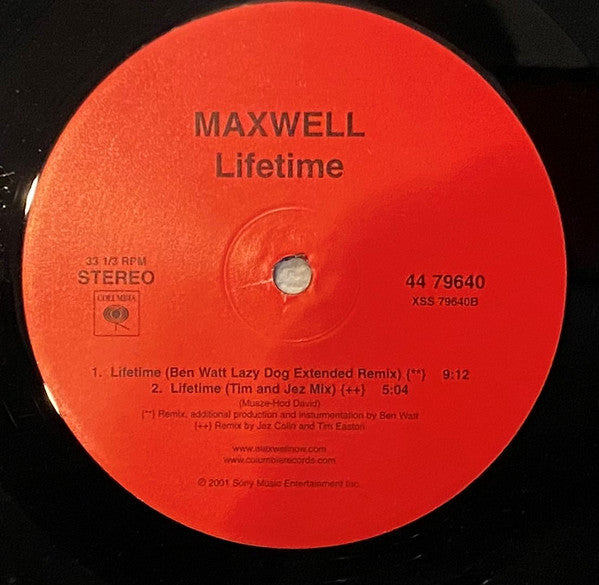 MAXWELL
Lifetime
33 1/3 RPM
STEREO
COLUMBIA
44 79640
XSS 79640B
1. Lifetime (Ben Watt Lazy Dog Extended Remix) {**} 9:12
2. Lifetime (Tim and Jez Mix) {++} 5:04
(Musze-Hod David)
{**} Remix, additional production and insturmentation by Ben Watt
{++} Remix by Jez Colin and Tim Easton
www.maxwellnow.com
www.columbiarecords.com
℗ 2001 Sony Music Entertainment Inc.